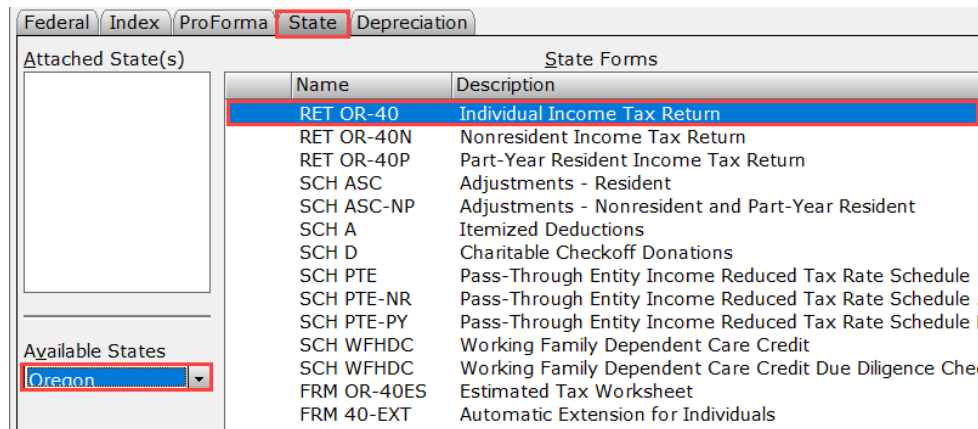 Federal Index ProForma State Depreciation
Attached State(s) State Forms
Name Description
RET OR-40 Individual Income Tax Return
RET OR-40N Nonresident Income Tax Return
RET OR-40P Part-Year Resident Income Tax Return
SCH ASC Adjustments - Resident
SCH ASC-NP Adjustments - Nonresident and Part-Year Resident
SCH A Itemized Deductions
SCH D Charitable Checkoff Donations
SCH PTE Pass-Through Entity Income Reduced Tax Rate Schedule
SCH PTE-NR Pass-Through Entity Income Reduced Tax Rate Schedule
SCH PTE-PY Pass-Through Entity Income Reduced Tax Rate Schedule
Available States
SCH WFHDC Working Family Dependent Care Credit
SCH WFHDC Working Family Dependent Care Credit Due Diligence Che
Oregon
FRM OR-40ES Estimated Tax Worksheet
FRM 40-EXT Automatic Extension for Individuals